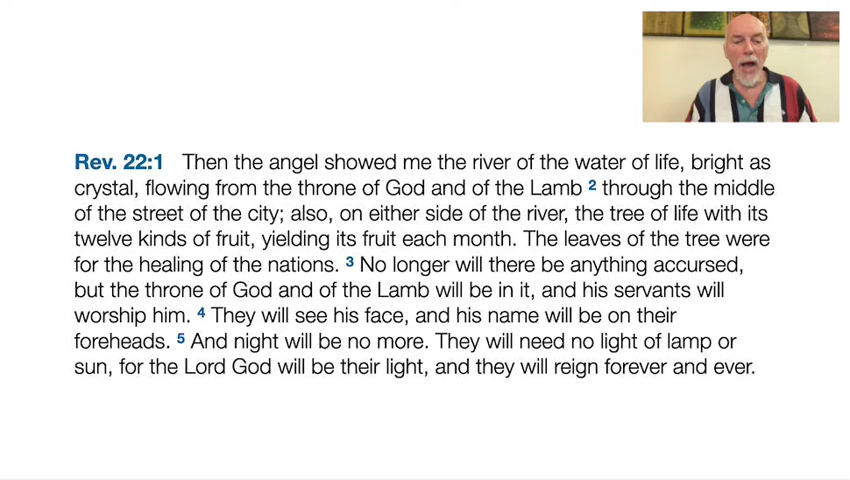 Rev. 22:1 Then the angel showed me the river of the water of life, bright as
crystal, flowing from the throne of God and of the Lamb 2 through the middle
of the street of the city; also, on either side of the river, the tree of life with its
twelve kinds of fruit, yielding its fruit each month. The leaves of the tree were
for the healing of the nations. 3 No longer will there be anything accursed,
but the throne of God and of the Lamb will be in it, and his servants will
worship him. 4 They will see his face, and his name will be on their
foreheads. 5 And night will be no more. They will need no light of lamp or
sun, for the Lord God will be their light, and they will reign forever and ever.